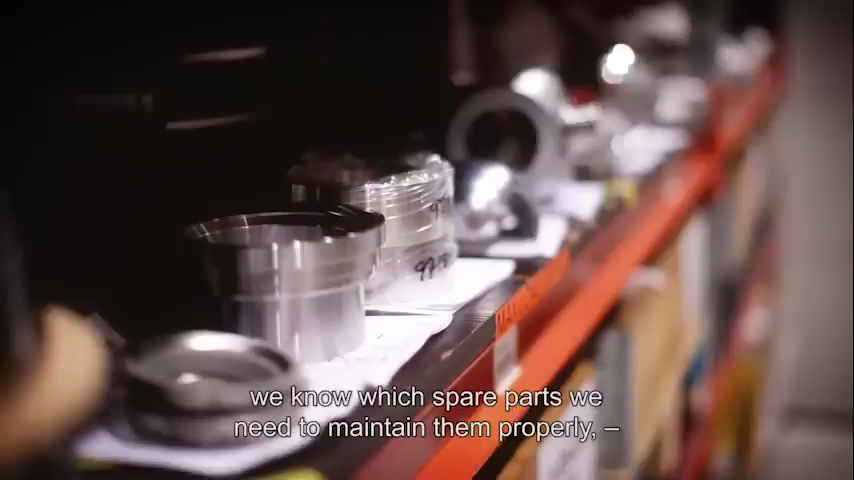 we know which spare parts we
need to maintain them properly, –